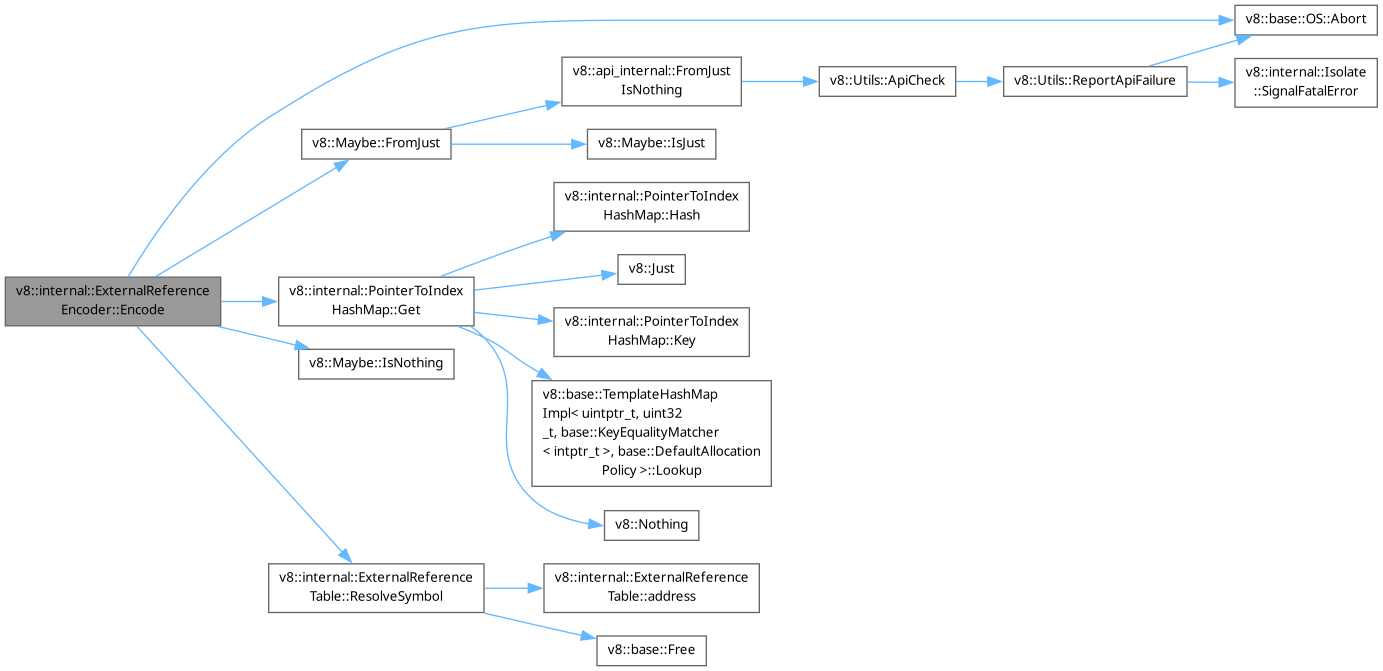 v8::internal::ExternalReference
Encoder::Encode
v8::base::OS::Abort
v8::Maybe::FromJust
v8::api_internal::FromJust
IsNothing
v8::Utils::ApiCheck
v8::Utils::ReportApiFailure
v8::internal::Isolate
::SignalFatalError
v8::Maybe::IsJust
v8::internal::PointerToIndex
HashMap::Get
v8::internal::PointerToIndex
HashMap::Hash
v8::Just
v8::internal::PointerToIndex
HashMap::Key
v8::base::TemplateHashMap
Impl< uintptr_t, uint32
_t, base::KeyEqualityMatcher
< intptr_t >, base::DefaultAllocation
Policy >::Lookup
v8::Nothing
v8::Maybe::IsNothing
v8::internal::ExternalReference
Table::ResolveSymbol
v8::internal::ExternalReference
Table::address
v8::base::Free